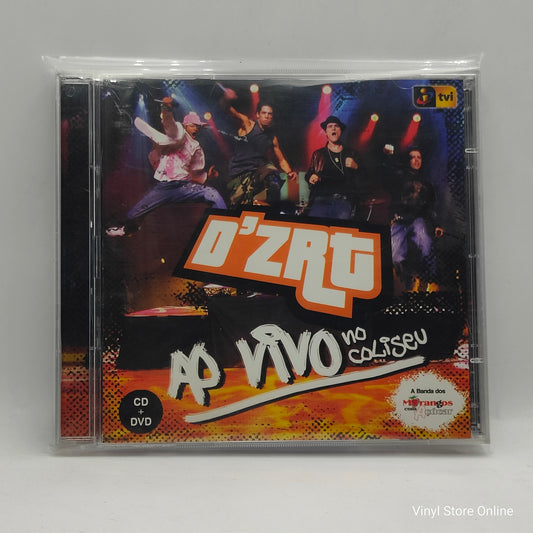 tvi
D'ZRT
AO VIVO
no
COLISEU
CD
+
DVD
A Banda dos
Morangos
com Açúcar
Vinyl Store Online